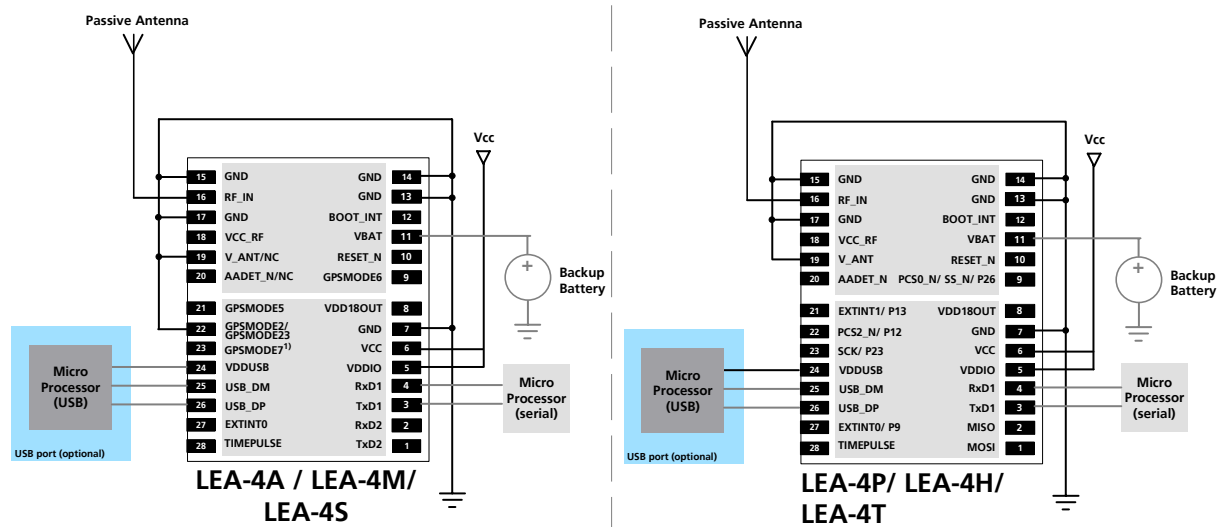 Passive Antenna
Vcc
15 GND GND 14
16 RF_IN GND 13
17 GND BOOT_INT 12
18 VCC_RF VBAT 11
19 V_ANT/NC RESET_N 10
20 AADET_N/NC GPSMODE6 9
Backup
Battery
21 GPSMODE5 VDD18OUT 8
22 GPSMODE2/
GPSMODE23 GND 7
23 GPSMODE7¹⁾ VCC 6
24 VDDUSB VDDIO 5
25 USB_DM RxD1 4
26 USB_DP TxD1 3
27 EXTINT0 RxD2 2
28 TIMEPULSE TxD2 1
Micro
Processor
(USB)
USB port (optional)
Micro
Processor
(serial)
LEA-4A / LEA-4M/
LEA-4S
Passive Antenna
Vcc
15 GND GND 14
16 RF_IN GND 13
17 GND BOOT_INT 12
18 VCC_RF VBAT 11
19 V_ANT RESET_N 10
20 AADET_N PCS0_N/ SS_N/ P26 9
Backup
Battery
21 EXTINT1/ P13 VDD18OUT 8
22 PCS2_N/ P12 GND 7
23 SCK/ P23 VCC 6
24 VDDUSB VDDIO 5
25 USB_DM RxD1 4
26 USB_DP TxD1 3
27 EXTINT0/ P9 MISO 2
28 TIMEPULSE MOSI 1
Micro
Processor
(USB)
USB port (optional)
Micro
Processor
(serial)
LEA-4P/ LEA-4H/
LEA-4T